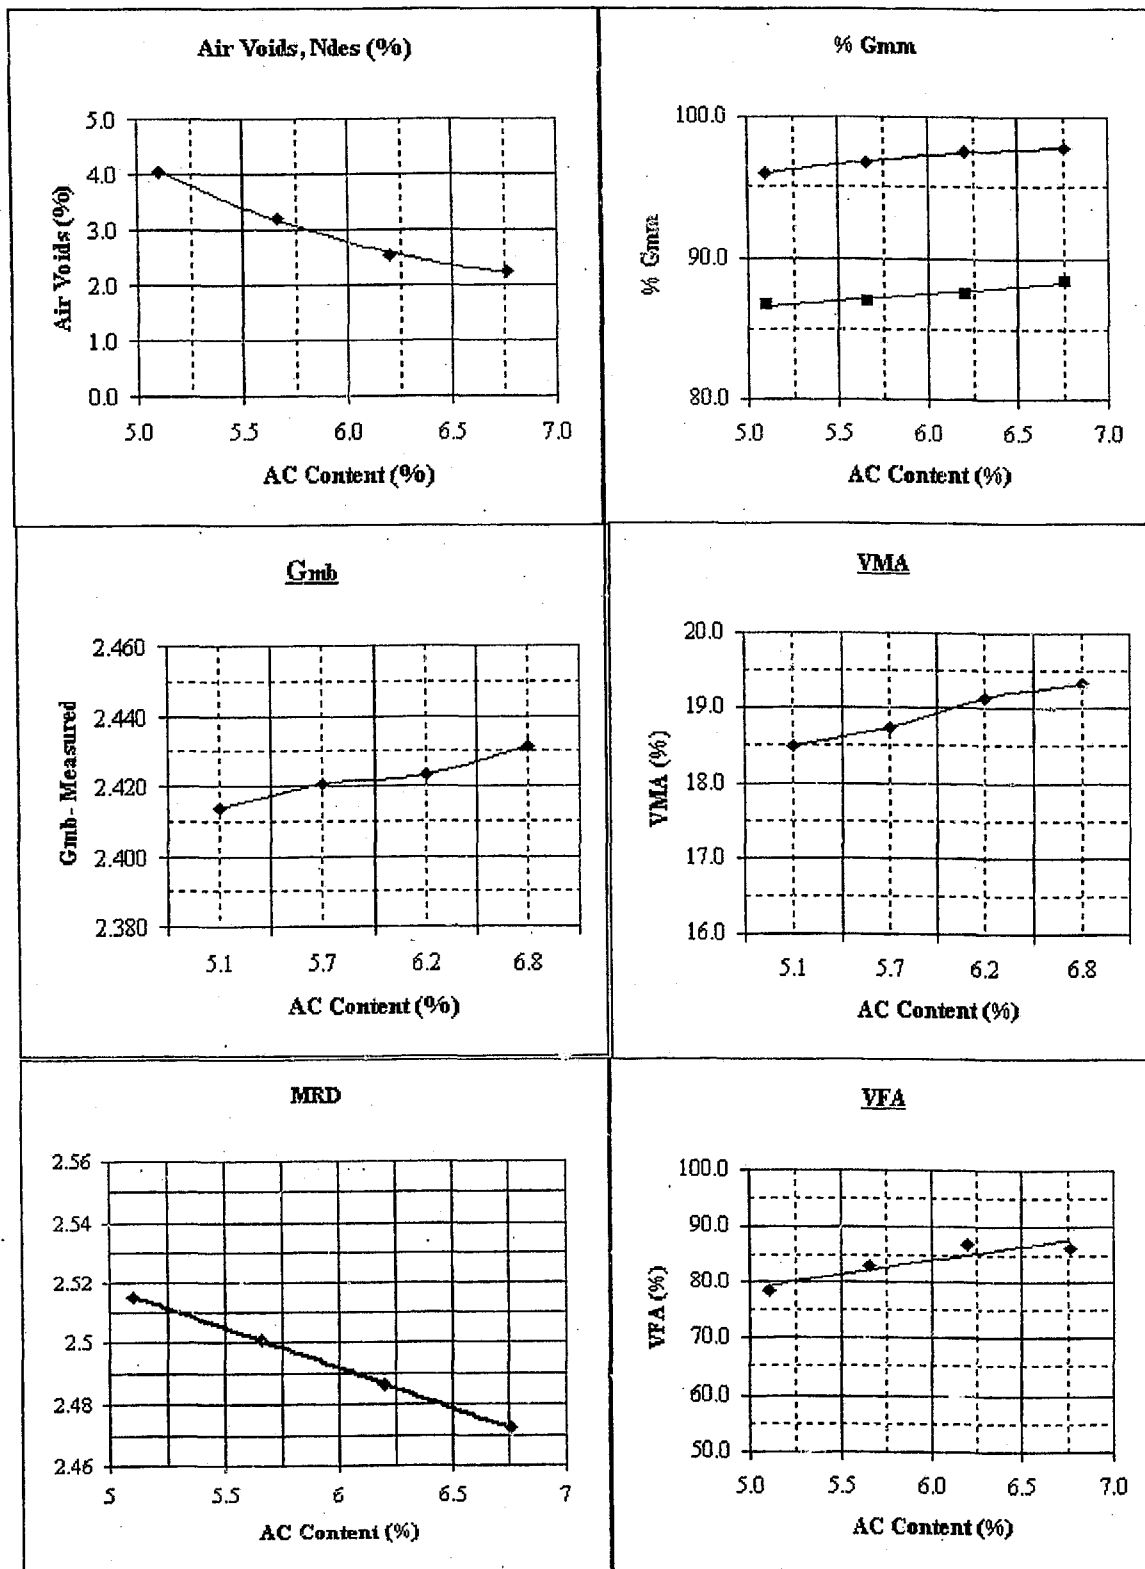 Air Voids, Ndes (%)
5.0
4.0
3.0
2.0
1.0
0.0
Air Voids (%)
5.0 5.5 6.0 6.5 7.0
AC Content (%)
% Gmm
100.0
90.0
80.0
% Gmm
5.0 5.5 6.0 6.5 7.0
AC Content (%)
Gmb
2.460
2.440
2.420
2.400
2.380
Gmb - Measured
5.1 5.7 6.2 6.8
AC Content (%)
VMA
20.0
19.0
18.0
17.0
16.0
VMA (%)
5.1 5.7 6.2 6.8
AC Content (%)
MRD
2.56
2.54
2.52
2.5
2.48
2.46
5 5.5 6 6.5 7
AC Content (%)
VFA
100.0
90.0
80.0
70.0
60.0
50.0
VFA (%)
5.0 5.5 6.0 6.5 7.0
AC Content (%)